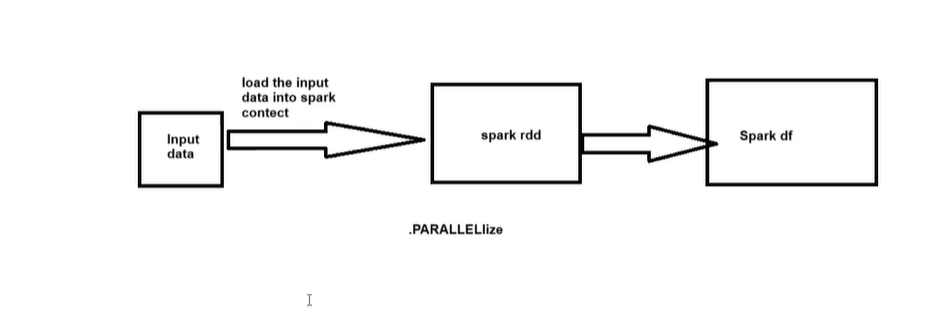 load the input
data into spark
contect
Input
data
spark rdd
Spark df
.PARALLELlize